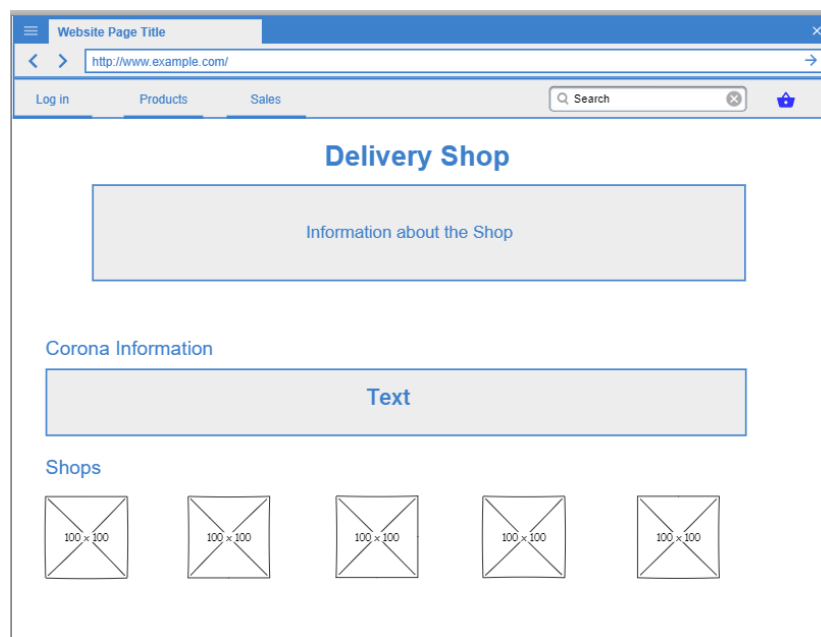 Website Page Title
http://www.example.com/
Log in Products Sales Search
Delivery Shop
Information about the Shop
Corona Information
Text
Shops
100 x 100 100 x 100 100 x 100 100 x 100 100 x 100